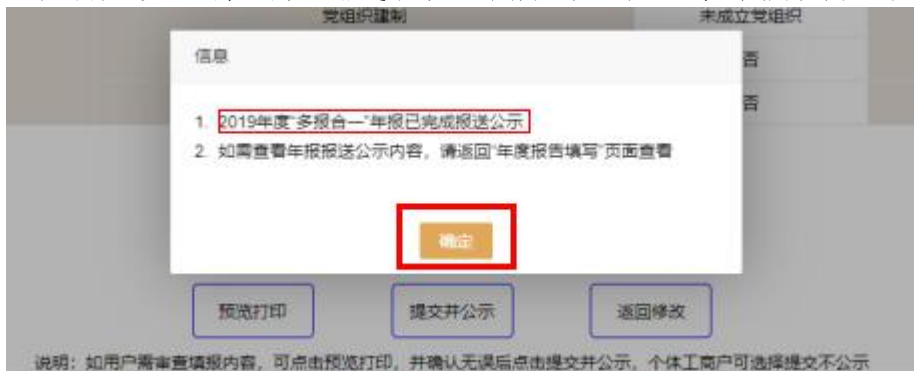 党组织建制 未成立党组织
信息 否
否
1. 2019年度“多报合一”年报已完成报送公示
2. 如需查看年报报送公示内容，请返回“年度报告填写”页面查看
确定
预览打印 提交并公示 返回修改
说明：如用户需审查填报内容，可点击预览打印，并确认无误后点击提交并公示，个体工商户可选择提交不公示